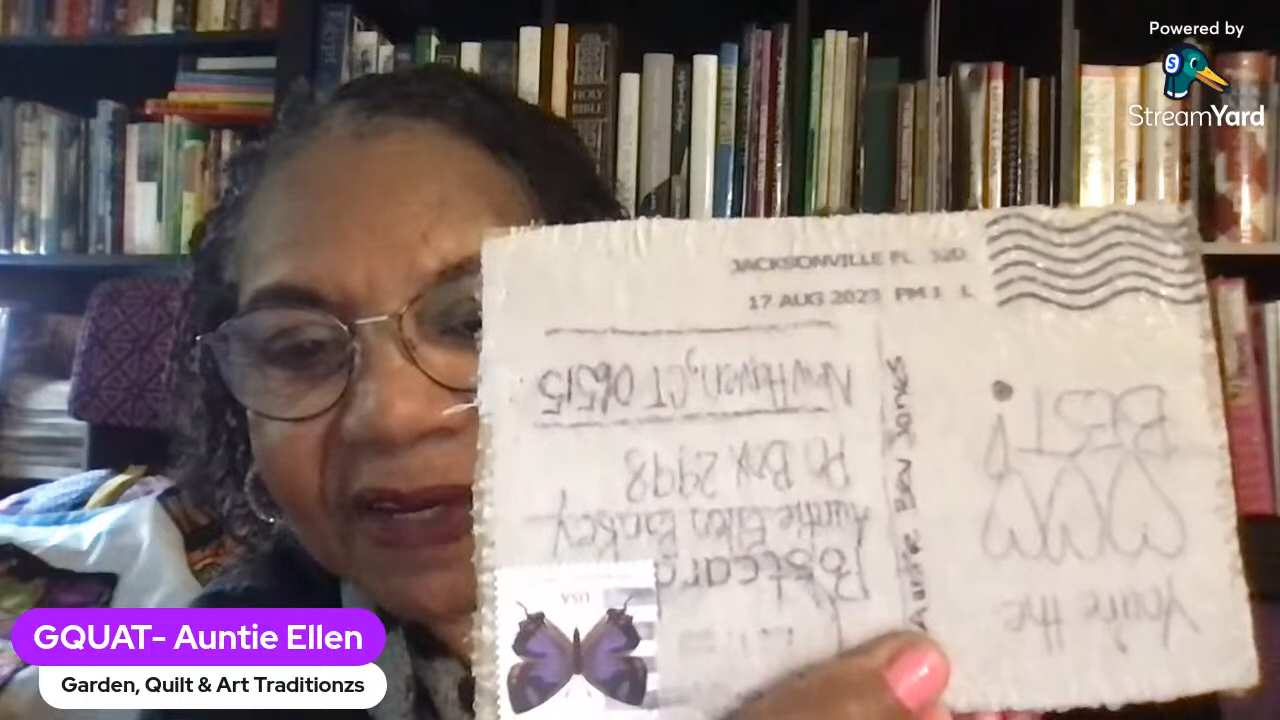 Powered by
StreamYard
HOLY
BIBLE
JACKSONVILLE FL 320
17 AUG 2023 PM 1 L
You're the
BEST
Auntie Bev Jones
USA
Postcard
Auntie Ellen
Po Box 2998
New Haven, CT 06515
GQUAT- Auntie Ellen
Garden, Quilt & Art Traditionzs